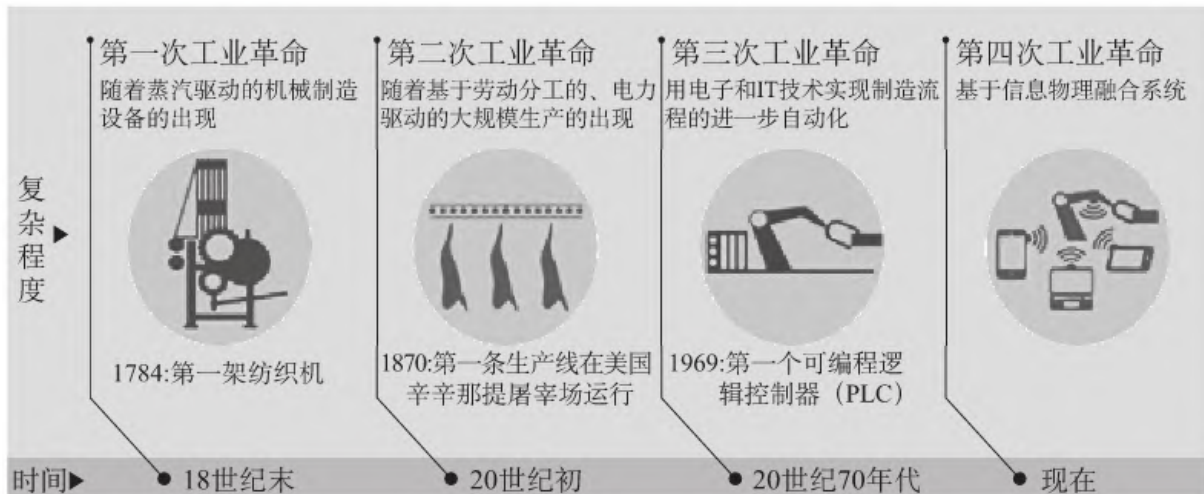 第一次工业革命
随着蒸汽驱动的机械制造
设备的出现
1784:第一架纺织机
第二次工业革命
随着基于劳动分工的、电力
驱动的大规模生产的出现
1870:第一条生产线在美国
辛辛那提屠宰场运行
第三次工业革命
用电子和IT技术实现制造流
程的进一步自动化
1969:第一个可编程逻
辑控制器（PLC）
第四次工业革命
基于信息物理融合系统
复杂程度▶
时间▶
18世纪末
20世纪初
20世纪70年代
现在